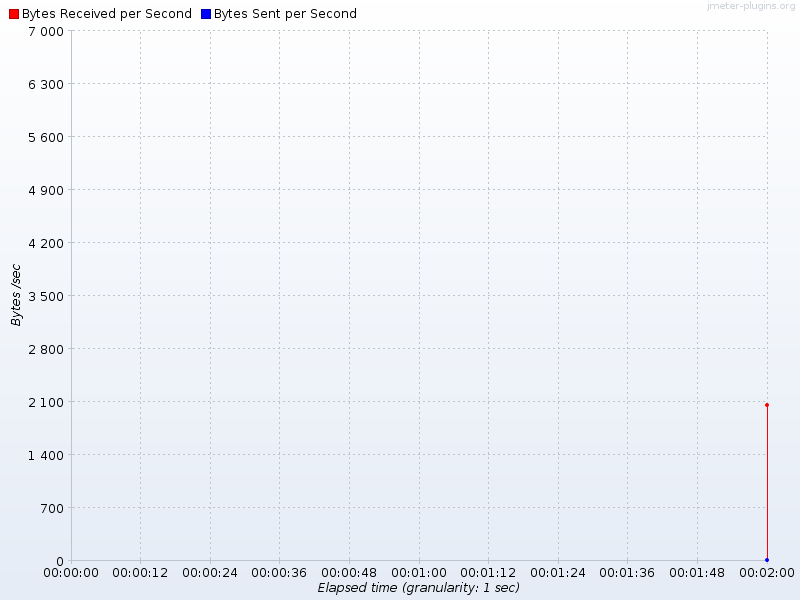 Bytes Received per Second Bytes Sent per Second
jmeter-plugins.org
7 000
6 300
5 600
4 900
4 200
3 500
2 800
2 100
1 400
700
0
Bytes /sec
00:00:00 00:00:12 00:00:24 00:00:36 00:00:48 00:01:00 00:01:12 00:01:24 00:01:36 00:01:48 00:02:00
Elapsed time (granularity: 1 sec)